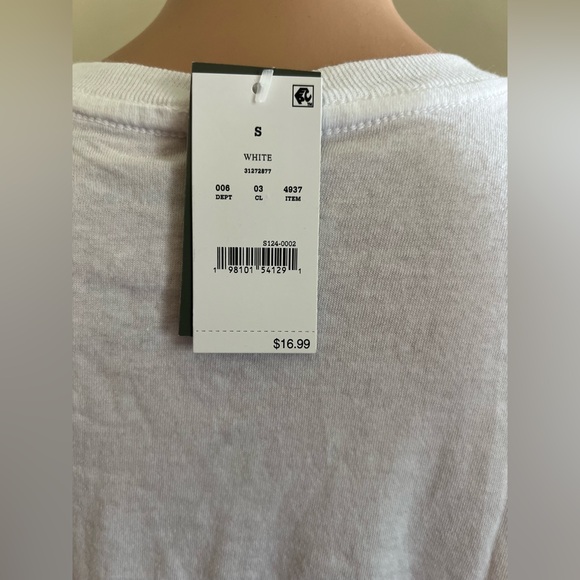 S
WHITE
31272877
006 03 4937
DEPT CL ITEM
S124-0002
1 98101 54129 1
$16.99